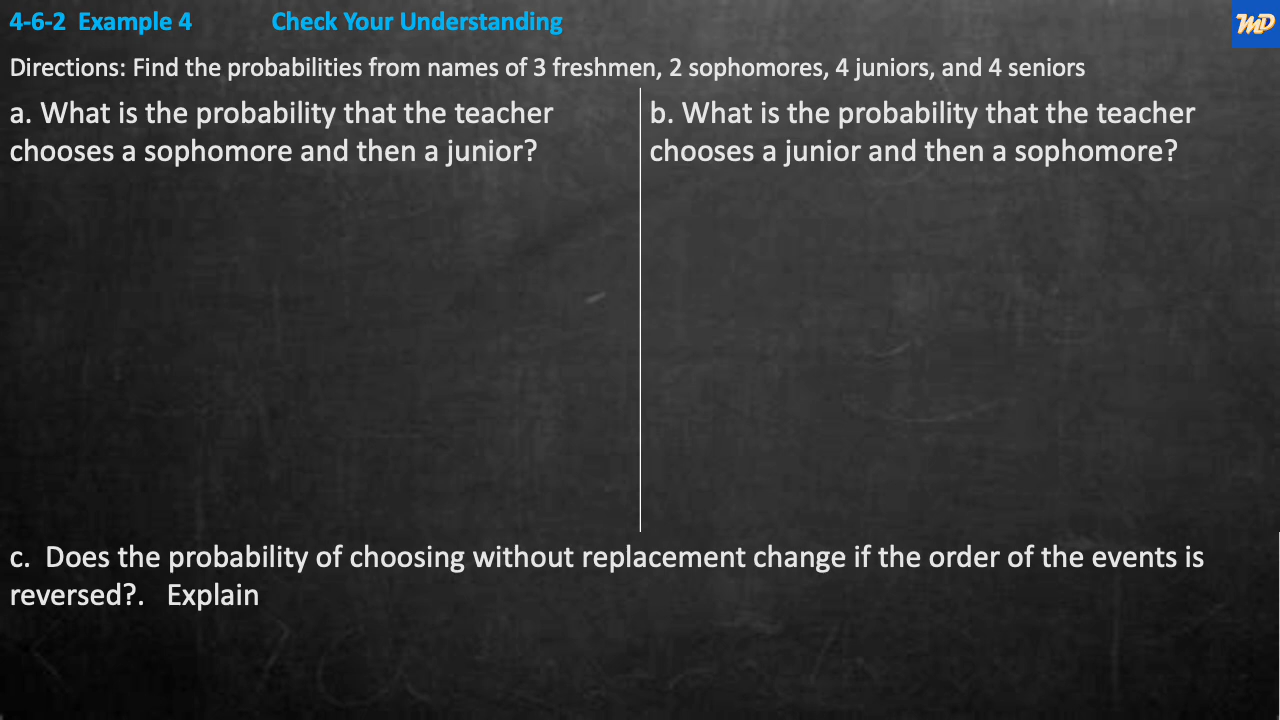 4-6-2 Example 4 Check Your Understanding
MD
Directions: Find the probabilities from names of 3 freshmen, 2 sophomores, 4 juniors, and 4 seniors
a. What is the probability that the teacher
chooses a sophomore and then a junior?
b. What is the probability that the teacher
chooses a junior and then a sophomore?
c. Does the probability of choosing without replacement change if the order of the events is
reversed?. Explain